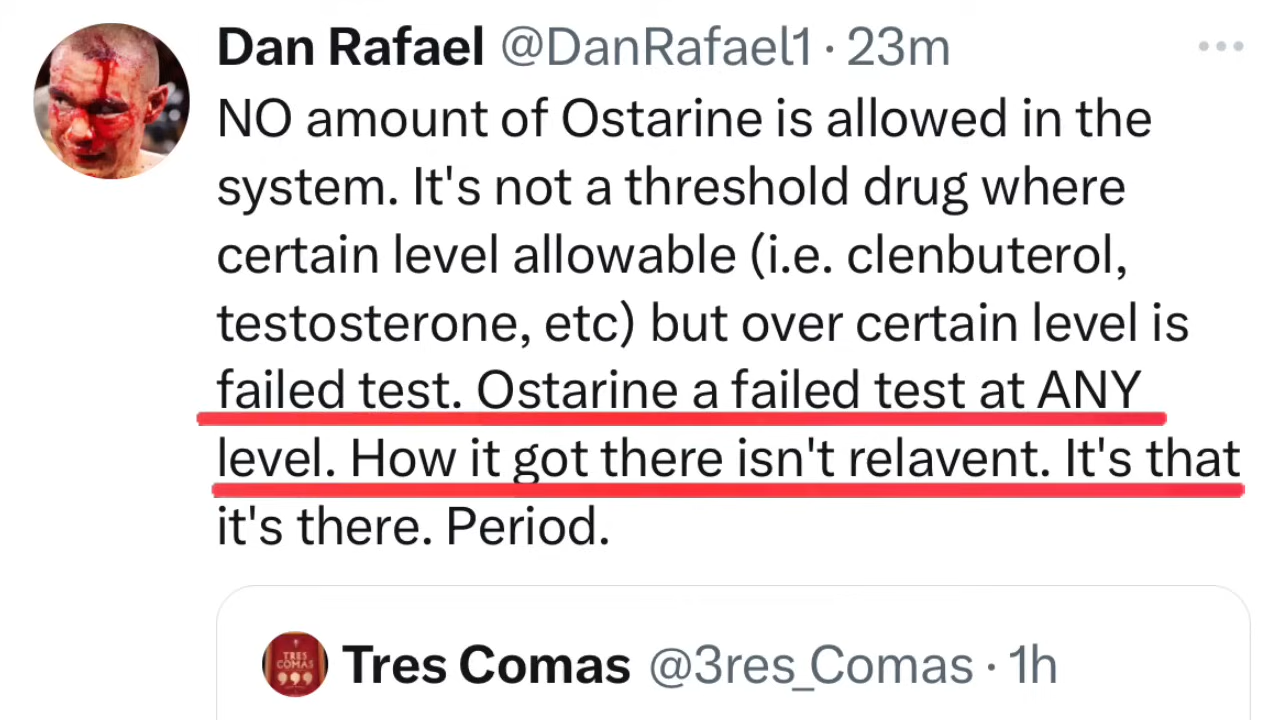 Dan Rafael @DanRafael1 · 23m
NO amount of Ostarine is allowed in the
system. It's not a threshold drug where
certain level allowable (i.e. clenbuterol,
testosterone, etc) but over certain level is
failed test. Ostarine a failed test at ANY
level. How it got there isn't relavent. It's that
it's there. Period.
TRES
COMAS
Tres Comas @3res_Comas · 1h